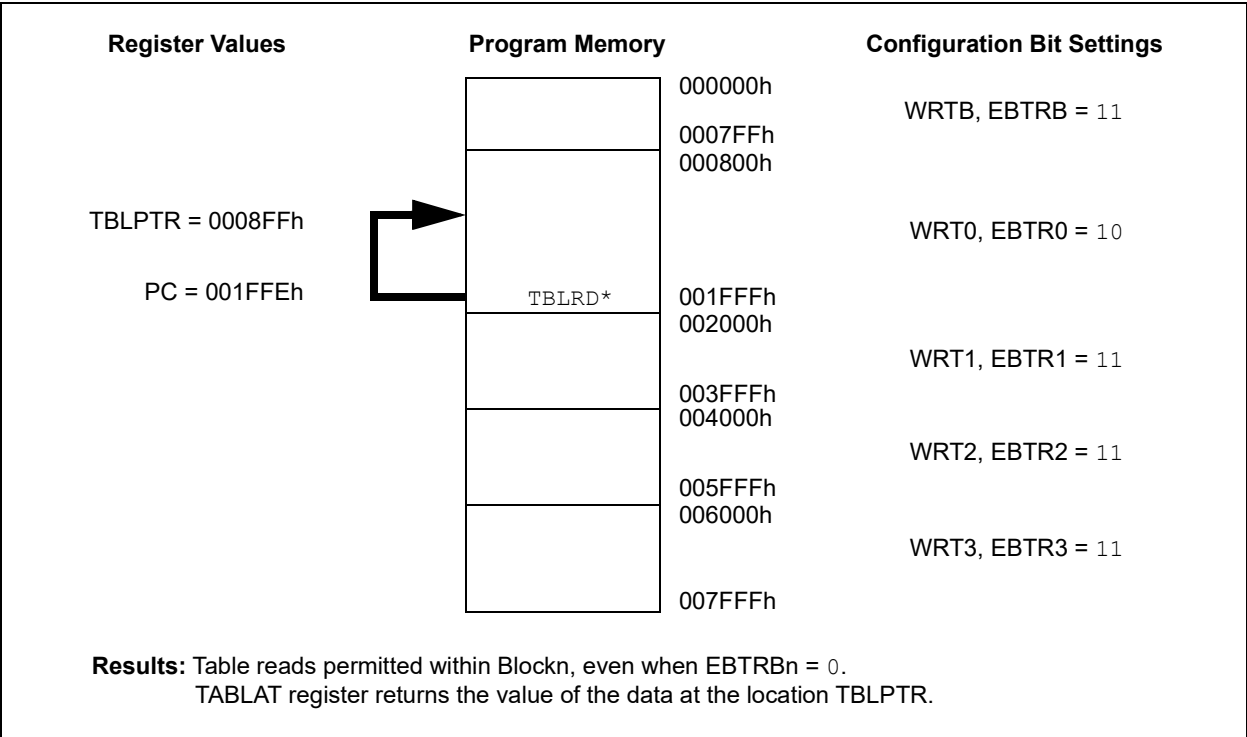 Register Values
Program Memory
Configuration Bit Settings
000000h
WRTB, EBTRB = 11
0007FFh
000800h
TBLPTR = 0008FFh
WRT0, EBTR0 = 10
PC = 001FFEh
TBLRD*
001FFFh
002000h
WRT1, EBTR1 = 11
003FFFh
004000h
WRT2, EBTR2 = 11
005FFFh
006000h
WRT3, EBTR3 = 11
007FFFh
Results: Table reads permitted within Blockn, even when EBTRBn = 0.
TABLAT register returns the value of the data at the location TBLPTR.